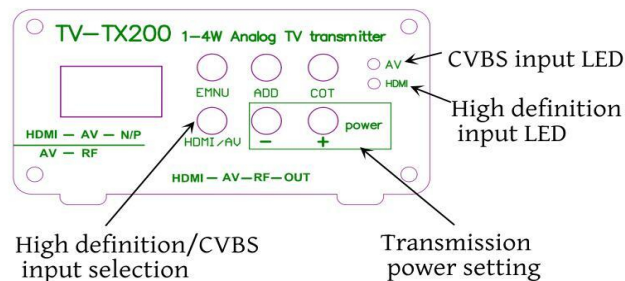 TV-TX200 1-4W Analog TV transmitter
AV
HDMI
EMNU ADD COT
HDMI/AV - + power
HDMI - AV - N/P
AV - RF
HDMI - AV-RF-OUT
CVBS input LED
High definition
input LED
High definition/CVBS
input selection
Transmission
power setting